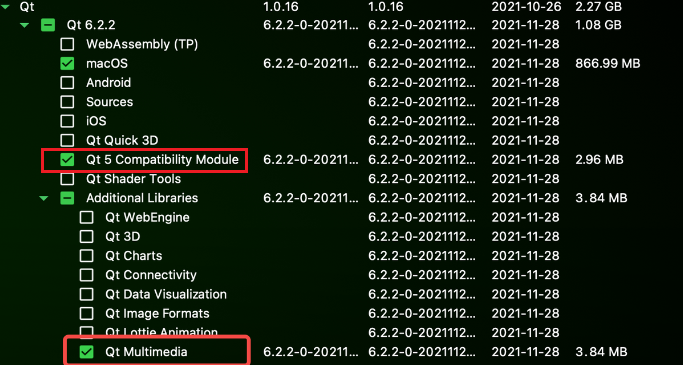 Qt 1.0.16 1.0.16 2021-10-26 2.27 GB
Qt 6.2.2 6.2.2-0-20211... 6.2.2-0-2021112... 2021-11-28 1.08 GB
WebAssembly (TP) 6.2.2-0-2021112... 2021-11-28
macOS 6.2.2-0-20211... 6.2.2-0-2021112... 2021-11-28 866.99 MB
Android 6.2.2-0-2021112... 2021-11-28
Sources 6.2.2-0-2021112... 2021-11-28
iOS 6.2.2-0-2021112... 2021-11-28
Qt Quick 3D 6.2.2-0-2021112... 2021-11-28
Qt 5 Compatibility Module 6.2.2-0-20211... 6.2.2-0-2021112... 2021-11-28 2.96 MB
Qt Shader Tools 6.2.2-0-2021112... 2021-11-28
Additional Libraries 6.2.2-0-20211... 6.2.2-0-2021112... 2021-11-28 3.84 MB
Qt WebEngine 6.2.2-0-2021112... 2021-11-28
Qt 3D 6.2.2-0-2021112... 2021-11-28
Qt Charts 6.2.2-0-2021112... 2021-11-28
Qt Connectivity 6.2.2-0-2021112... 2021-11-28
Qt Data Visualization 6.2.2-0-2021112... 2021-11-28
Qt Image Formats 6.2.2-0-2021112... 2021-11-28
Qt Lottie Animation 6.2.2-0-2021112... 2021-11-28
Qt Multimedia 6.2.2-0-20211... 6.2.2-0-2021112... 2021-11-28 3.84 MB